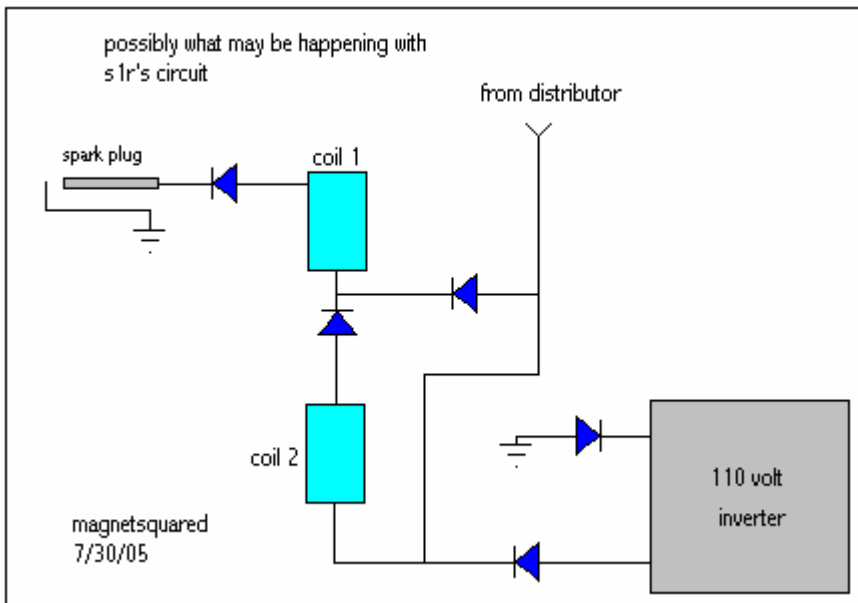 possibly what may be happening with
s1r's circuit
from distributor
spark plug
coil 1
coil 2
110 volt
inverter
magnetsquared
7/30/05